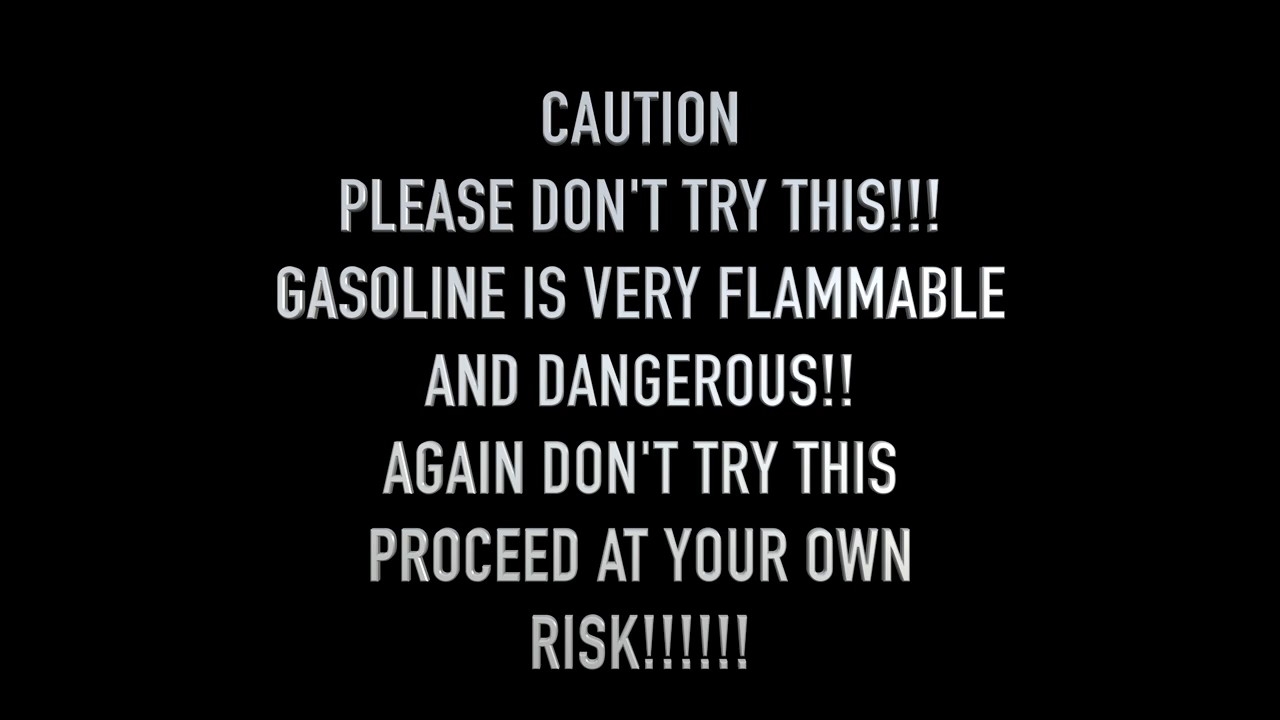 CAUTION
PLEASE DON'T TRY THIS!!!
GASOLINE IS VERY FLAMMABLE
AND DANGEROUS!!
AGAIN DON'T TRY THIS
PROCEED AT YOUR OWN
RISK!!!!!!